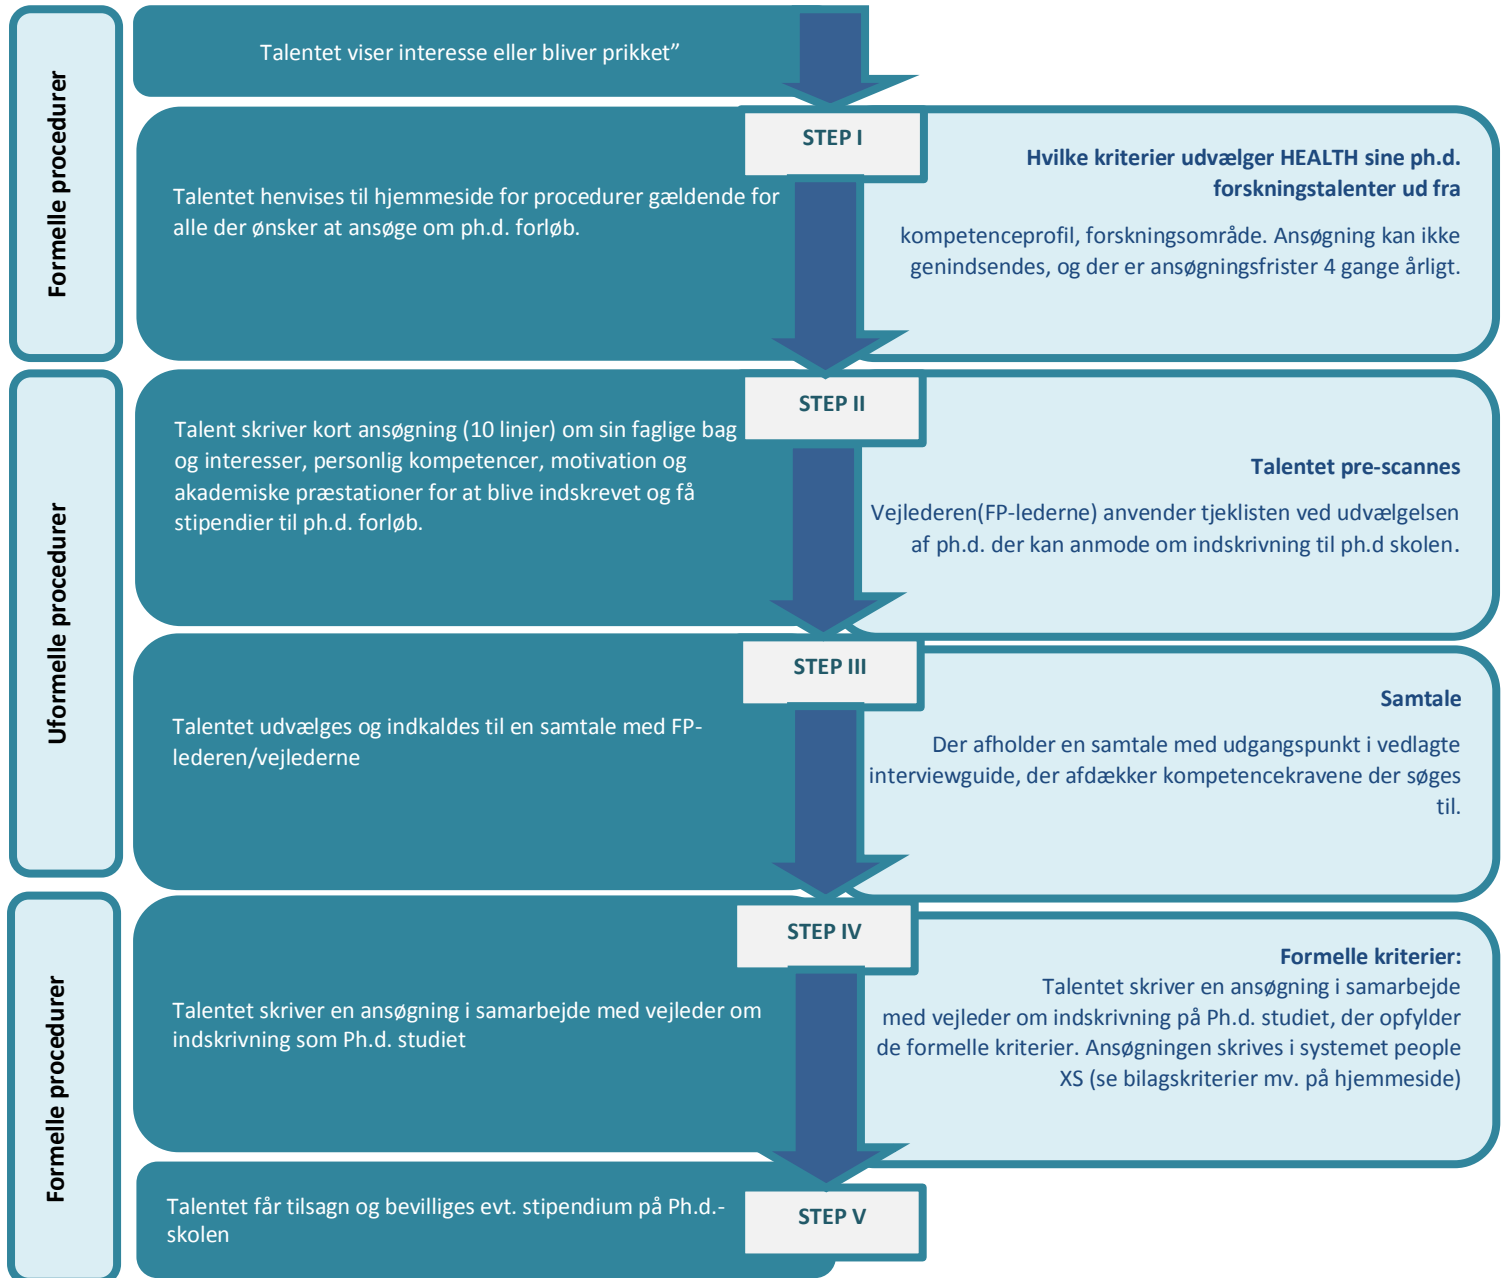 Formelle procedurer
Talentet viser interesse eller bliver prikket”
STEP I
Talentet henvises til hjemmeside for procedurer gældende for
alle der ønsker at ansøge om ph.d. forløb.
Hvilke kriterier udvælger HEALTH sine ph.d.
forskningstalenter ud fra
kompetenceprofil, forskningsområde. Ansøgning kan ikke
genindsendes, og der er ansøgningsfrister 4 gange årligt.
Uformelle procedurer
STEP II
Talent skriver kort ansøgning (10 linjer) om sin faglige bag
og interesser, personlig kompetencer, motivation og
akademiske præstationer for at blive indskrevet og få
stipendier til ph.d. forløb.
Talentet pre-scannes
Vejlederen(FP-lederne) anvender tjeklisten ved udvælgelsen
af ph.d. der kan anmode om indskrivning til ph.d skolen.
STEP III
Talentet udvælges og indkaldes til en samtale med FP-
lederen/vejlederne
Samtale
Der afholder en samtale med udgangspunkt i vedlagte
interviewguide, der afdækker kompetencekravene der søges
til.
Formelle procedurer
STEP IV
Talentet skriver en ansøgning i samarbejde med vejleder om
indskrivning som Ph.d. studiet
Formelle kriterier:
Talentet skriver en ansøgning i samarbejde
med vejleder om indskrivning på Ph.d. studiet, der opfylder
de formelle kriterier. Ansøgningen skrives i systemet people
XS (se bilagskriterier mv. på hjemmeside)
STEP V
Talentet får tilsagn og bevilliges evt. stipendium på Ph.d.-
skolen